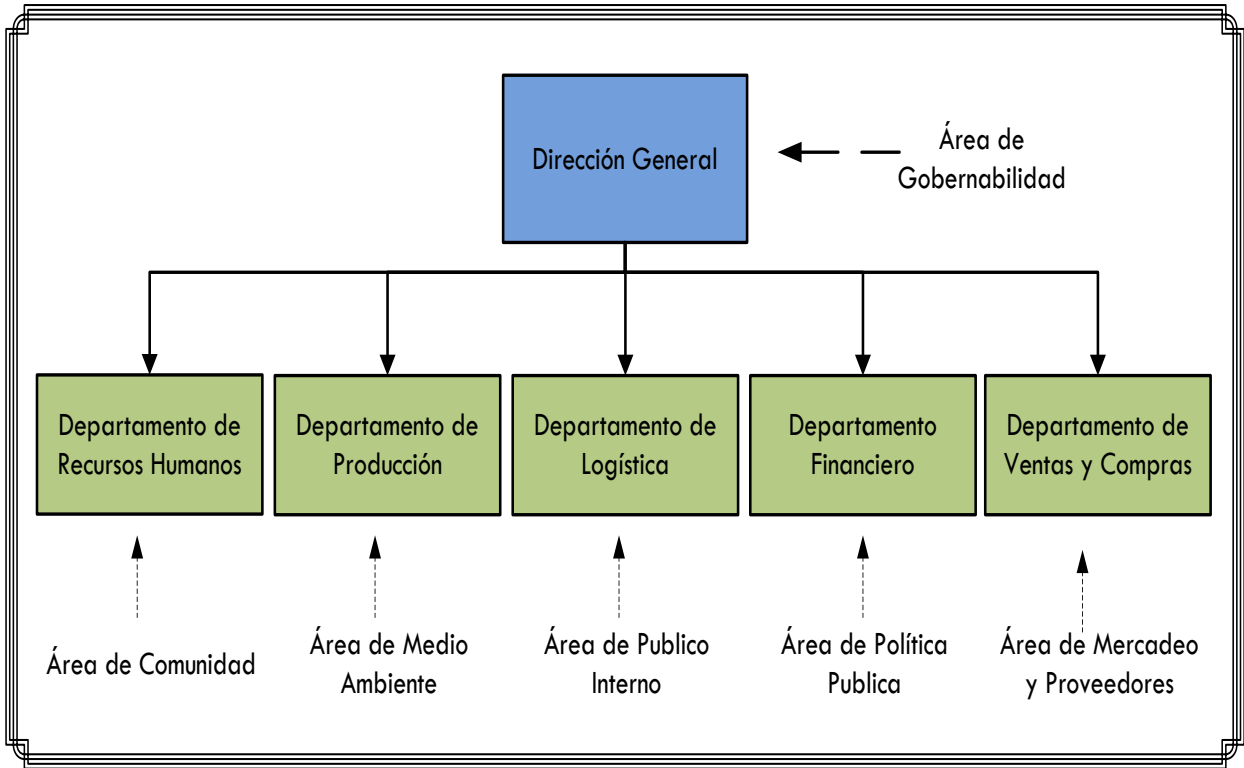 Dirección General
Área de
Gobernabilidad
Departamento de
Recursos Humanos
Departamento de
Producción
Departamento de
Logística
Departamento
Financiero
Departamento de
Ventas y Compras
Área de Comunidad
Área de Medio
Ambiente
Área de Publico
Interno
Área de Política
Publica
Área de Mercadeo
y Proveedores